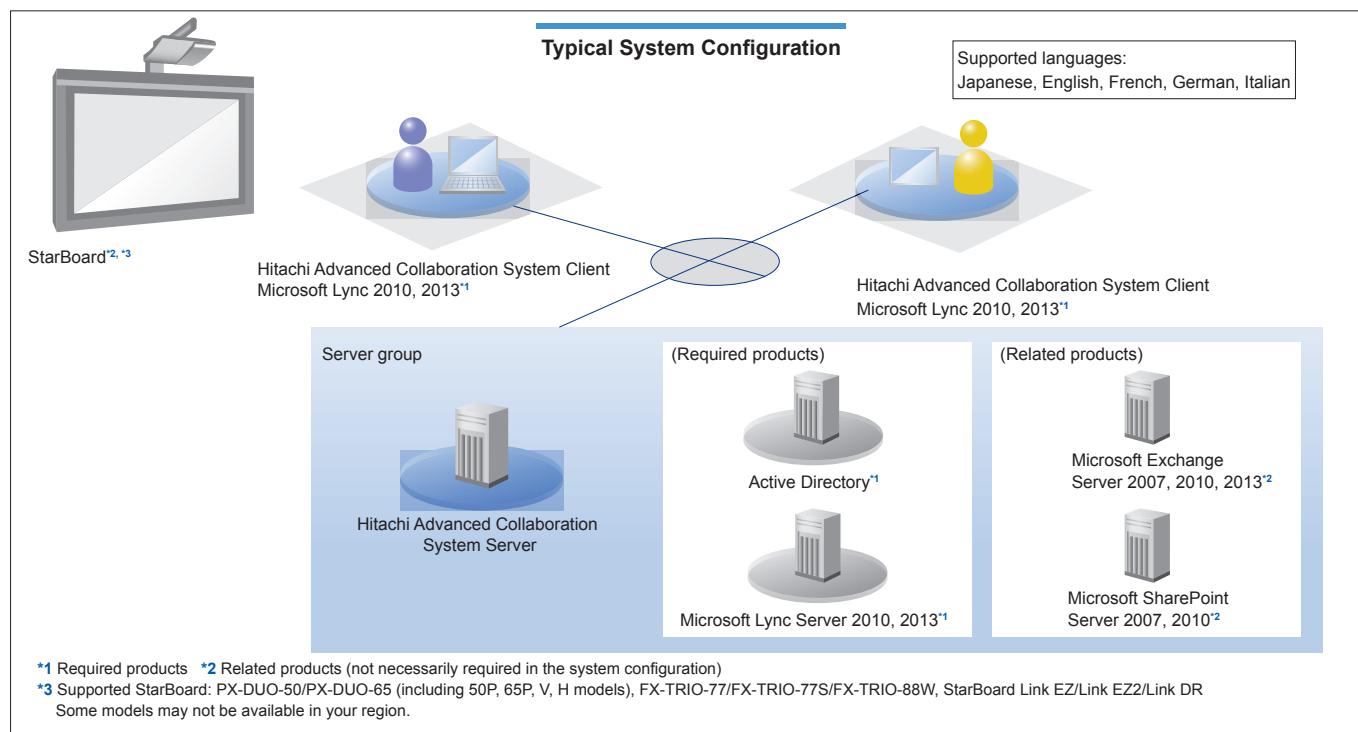 Typical System Configuration
Supported languages:
Japanese, English, French, German, Italian
StarBoard*2, *3
Hitachi Advanced Collaboration System Client
Microsoft Lync 2010, 2013*1
Hitachi Advanced Collaboration System Client
Microsoft Lync 2010, 2013*1
Server group
Hitachi Advanced Collaboration
System Server
(Required products)
Active Directory*1
Microsoft Lync Server 2010, 2013*1
(Related products)
Microsoft Exchange
Server 2007, 2010, 2013*2
Microsoft SharePoint
Server 2007, 2010*2
*1 Required products *2 Related products (not necessarily required in the system configuration)
*3 Supported StarBoard: PX-DUO-50/PX-DUO-65 (including 50P, 65P, V, H models), FX-TRIO-77/FX-TRIO-77S/FX-TRIO-88W, StarBoard Link EZ/Link EZ2/Link DR
Some models may not be available in your region.